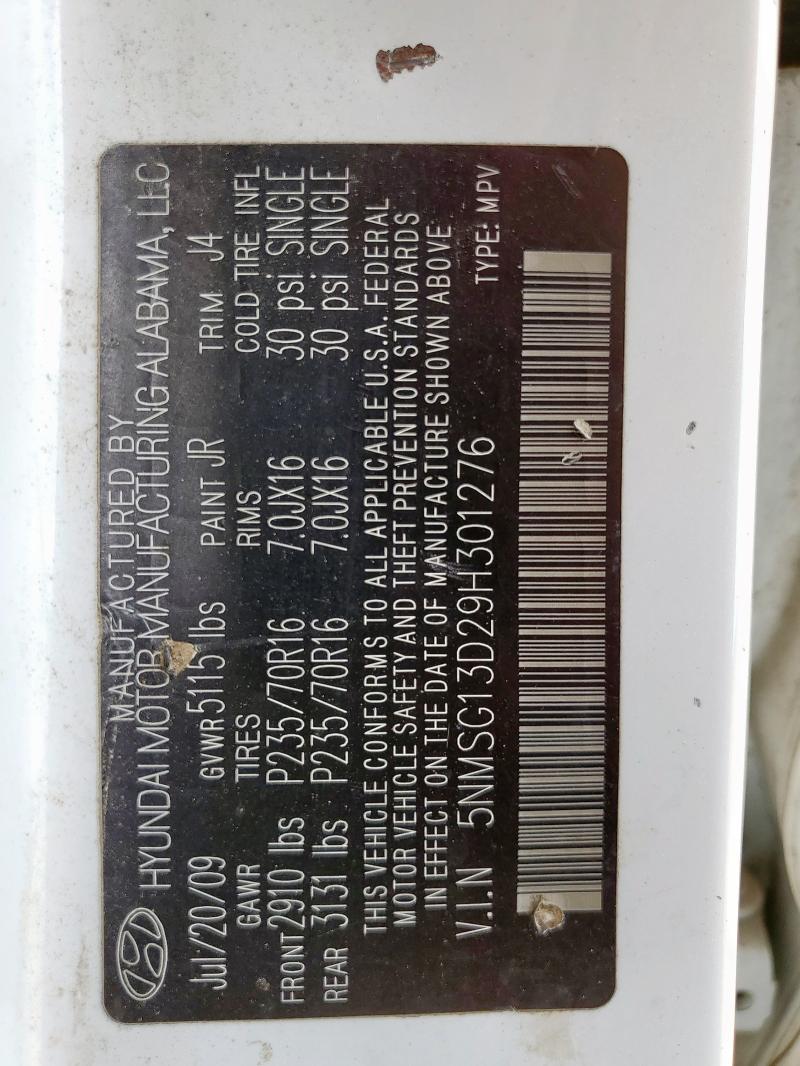 MANUFACTURED BY
HYUNDAI MOTOR MANUFACTURING ALABAMA, LLC
Jul/20/09 GVWR 5115 lbs PAINT JR TRIM J4
GAWR TIRES RIMS COLD TIRE INFL
FRONT 2910 lbs P235/70R16 7.0JX16 30 psi SINGLE
REAR 3131 lbs P235/70R16 7.0JX16 30 psi SINGLE
THIS VEHICLE CONFORMS TO ALL APPLICABLE U.S.A. FEDERAL
MOTOR VEHICLE SAFETY AND THEFT PREVENTION STANDARDS
IN EFFECT ON THE DATE OF MANUFACTURE SHOWN ABOVE
V.I.N 5NMSG13D29H301276 TYPE: MPV